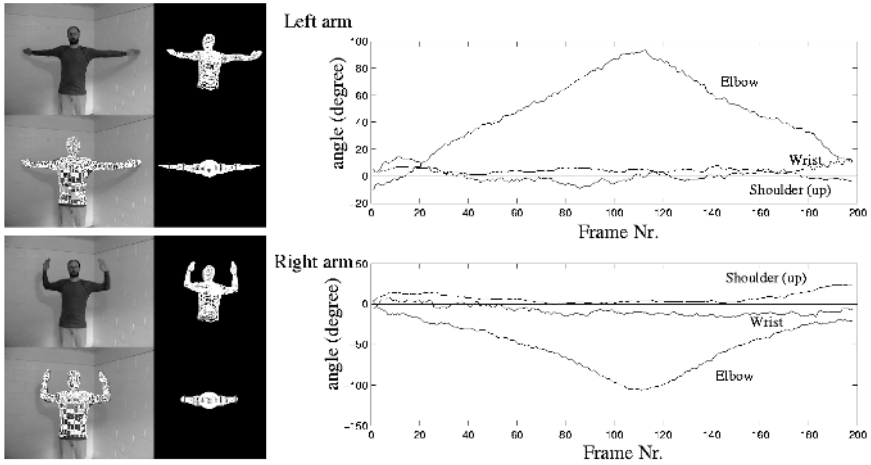 Left arm
angle (degree)
100
80
60
40
20
0
20
Elbow
Wrist
Shoulder (up)
0 20 40 60 80 100 120 140 160 180 200
Frame Nr.
Right arm
angle (degree)
50
0
-50
-100
-150
Shoulder (up)
Wrist
Elbow
0 20 40 60 80 100 120 140 160 180 200
Frame Nr.